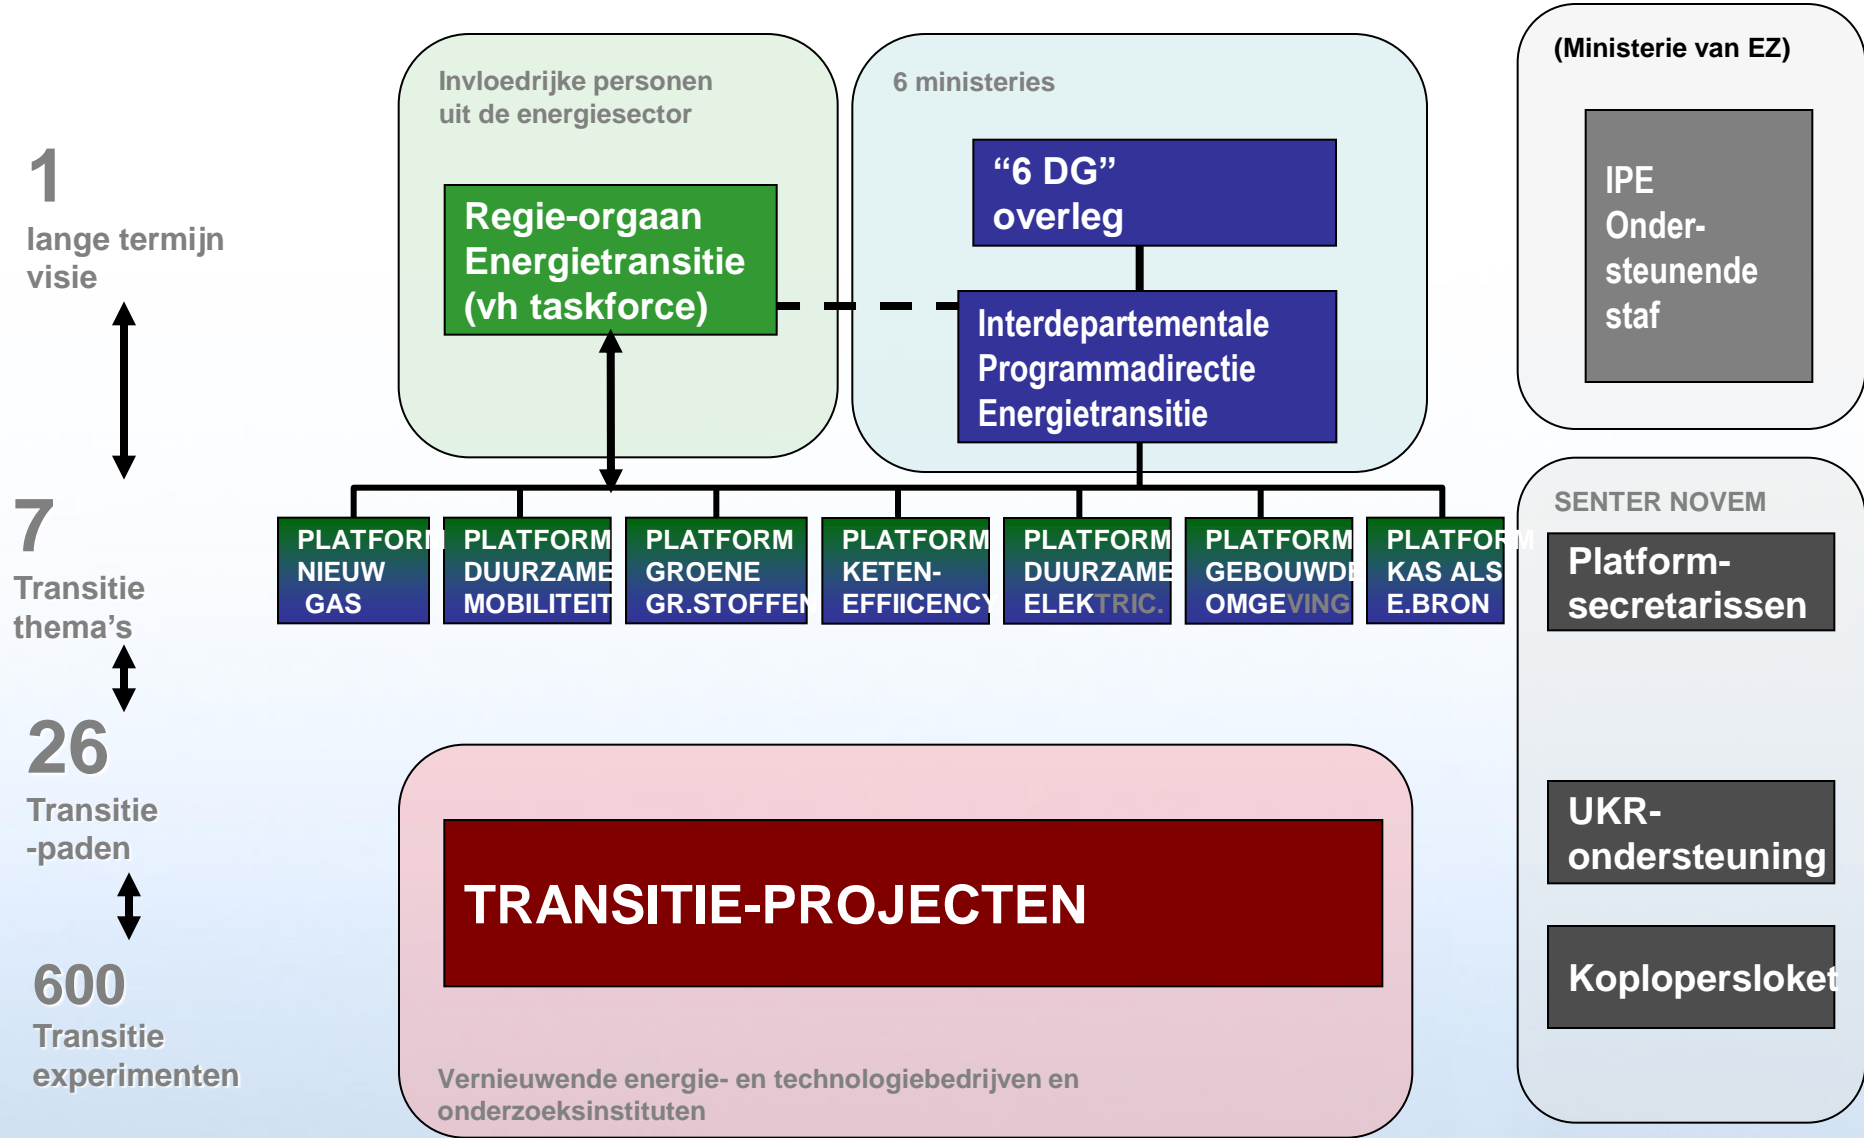 1
lange termijn
visie
7
Transitie
thema's
26
Transitie
-paden
600
Transitie
experimenten
Invloedrijke personen
uit de energiesector
Regie-orgaan
Energietransitie
(vh taskforce)
6 ministeries
“6 DG”
overleg
Interdepartementale
Programmadirectie
Energietransitie
(Ministerie van EZ)
IPE
Onder-
steunende
staf
PLATFORM
NIEUW
GAS
PLATFORM
DUURZAME
MOBILITEIT
PLATFORM
GROENE
GR.STOFFEN
PLATFORM
KETEN-
EFFIICENCY
PLATFORM
DUURZAME
ELEKTRIC.
PLATFORM
GEBOUWDE
OMGEVING
PLATFORM
KAS ALS
E.BRON
SENTER NOVEM
Platform-
secretarissen
UKR-
ondersteuning
Koplopersloket
TRANSITIE-PROJECTEN
Vernieuwende energie- en technologiebedrijven en
onderzoeksinstituten